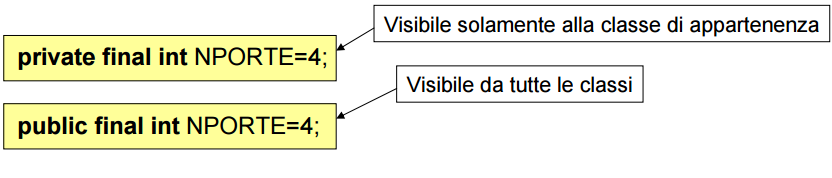 Visibile solamente alla classe di appartenenza
private final int NPORTE=4;
Visibile da tutte le classi
public final int NPORTE=4;